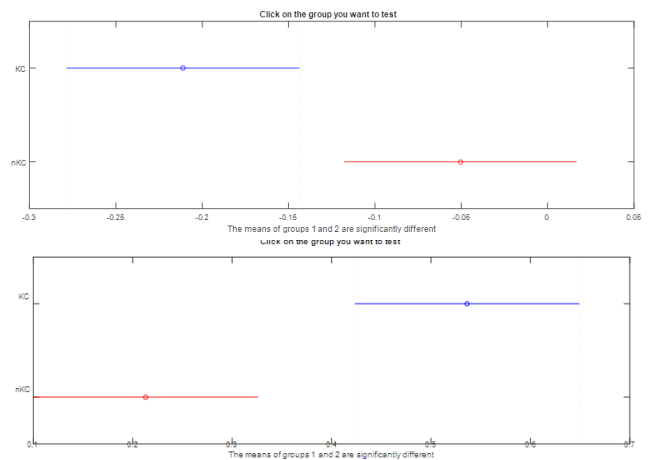 Click on the group you want to test
KC
nKC
-0.3 -0.25 -0.2 -0.15 -0.1 -0.05 0 0.05
The means of groups 1 and 2 are significantly different
Click on the group you want to test
KC
nKC
0.1 0.2 0.3 0.4 0.5 0.6 0.7
The means of groups 1 and 2 are significantly different